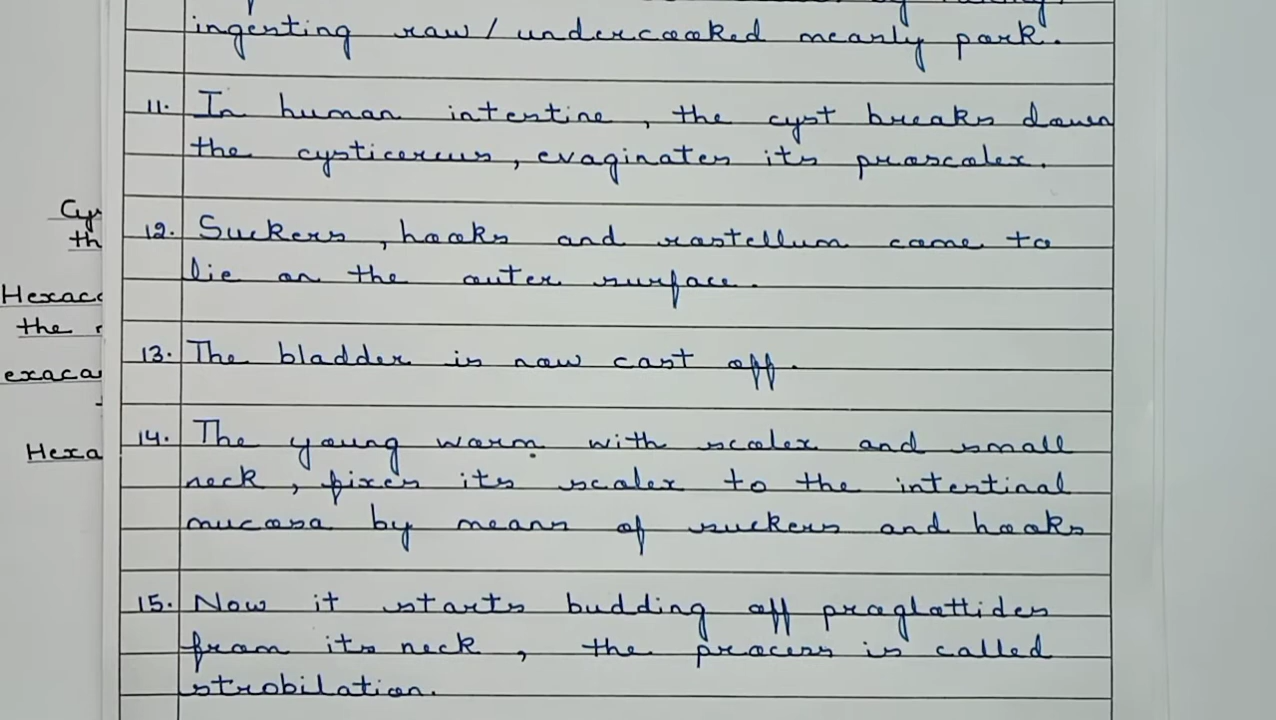 ingesting raw / undercooked measly pork.
11. In human intestine, the cyst breaks down
the cysticercus, evaginates its proscolex.
12. Suckers, hooks and rostellum come to
lie on the outer surface.
13. The bladder is now cast off.
14. The young worm with scolex and small
neck, fixes its scolex to the intestinal
mucosa by means of suckers and hooks
15. Now it starts budding off proglottides
from its neck, the process is called
strobilation.
th
the
Hexa